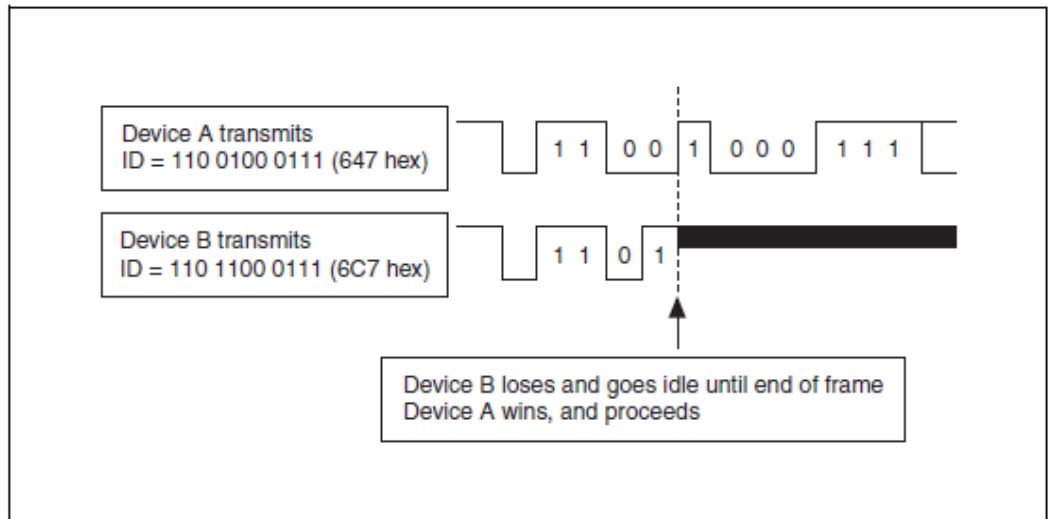 Device A transmits
ID = 110 0100 0111 (647 hex)
1 1 0 0 1 0 0 0 1 1 1
Device B transmits
ID = 110 1100 0111 (6C7 hex)
1 1 0 1
Device B loses and goes idle until end of frame
Device A wins, and proceeds